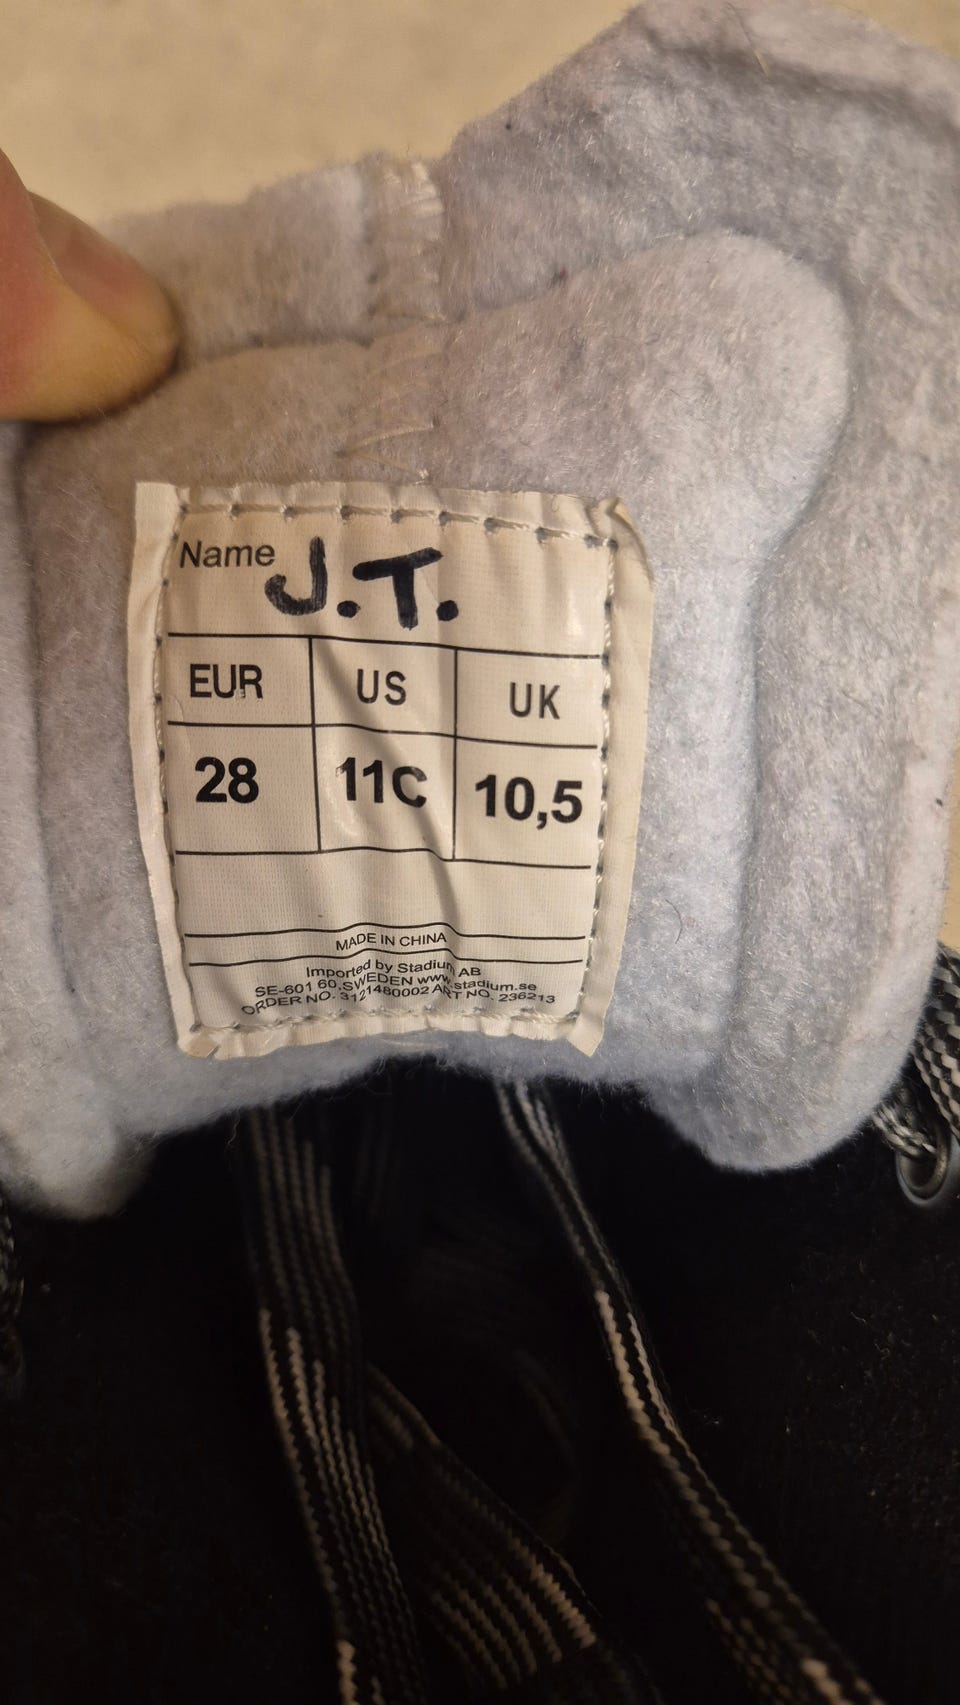 Name J.T.
EUR US UK
28 11C 10,5
MADE IN CHINA
Imported by Stadium AB
SE-601 60,SWEDEN www.stadium.se
ORDER NO. 3121480002 ART NO. 236213